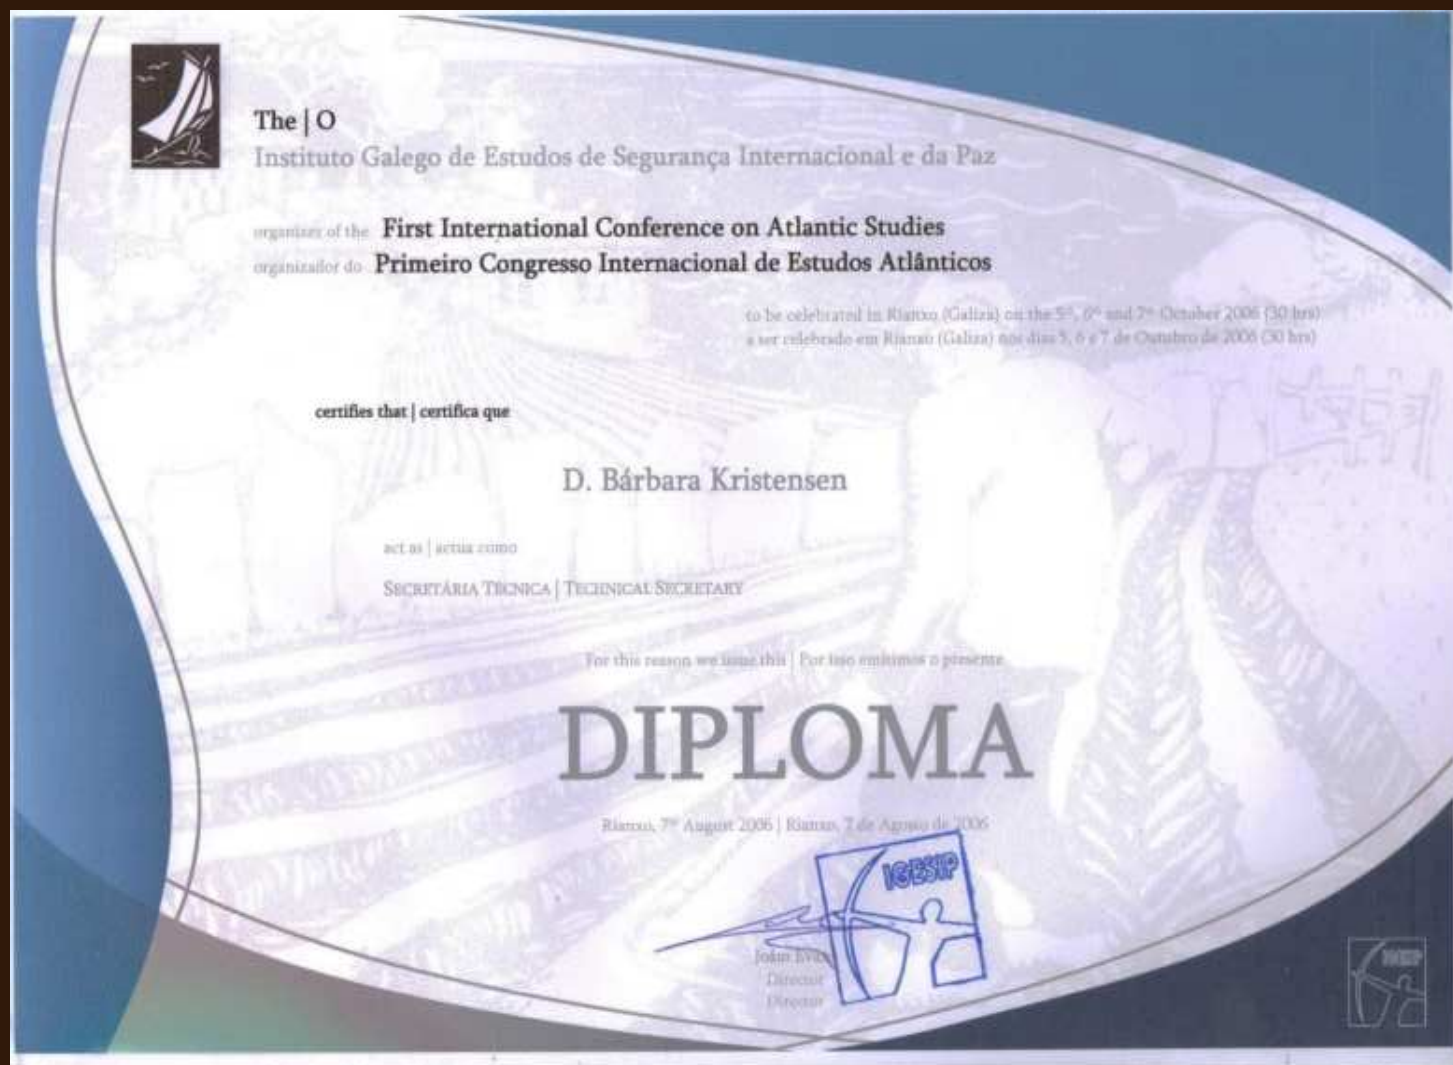 The | O
Instituto Galego de Estudos de Segurança Internacional e da Paz
organizer of the First International Conference on Atlantic Studies
organizador do Primeiro Congresso Internacional de Estudos Atlânticos
to be celebrated in Rianxo (Galiza) on the 5ᵗʰ, 6ᵗʰ and 7ᵗʰ October 2006 (30 hrs)
a ser celebrado em Rianxo (Galiza) nos dias 5, 6 e 7 de Outubro de 2006 (30 hrs)
certifies that | certifica que
D. Bárbara Kristensen
act as | actua como
SECRETÁRIA TÉCNICA | TECHNICAL SECRETARY
For this reason we issue this | Por isso emitimos o presente
DIPLOMA
Rianxo, 7ᵗʰ August 2006 | Rianxo, 7 de Agosto de 2006
IGESIP
Joám
Director
Director
IGESIP